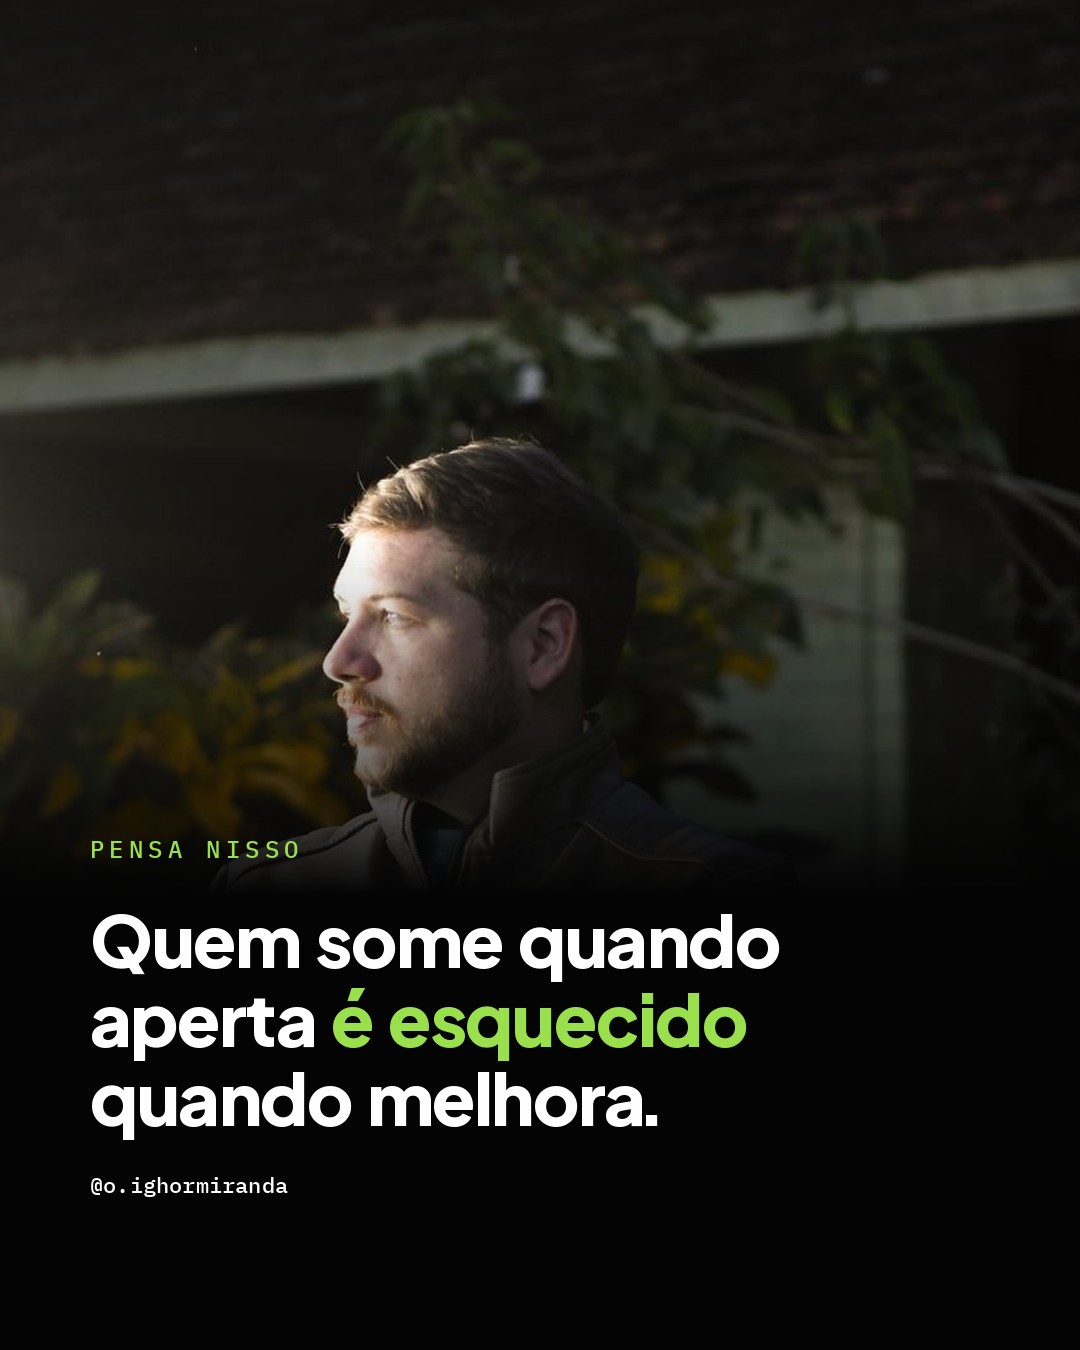 PENSA NISSO
Quem some quando
aperta é esquecido
quando melhora.
@o.ighormiranda